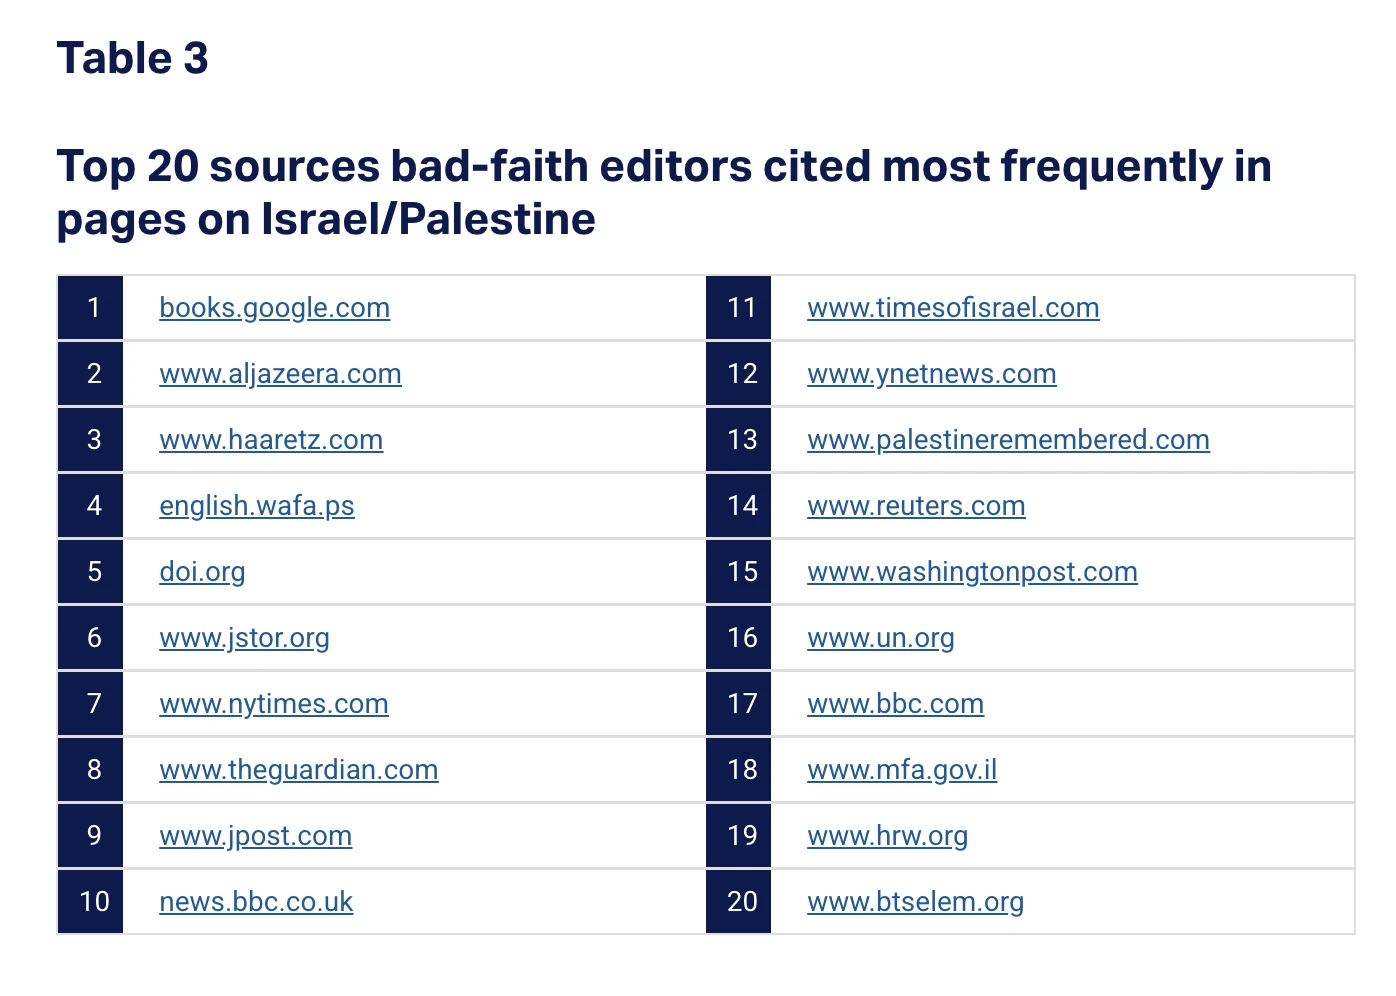 Table 3
Top 20 sources bad-faith editors cited most frequently in
pages on Israel/Palestine
1 books.google.com
2 www.aljazeera.com
3 www.haaretz.com
4 english.wafa.ps
5 doi.org
6 www.jstor.org
7 www.nytimes.com
8 www.theguardian.com
9 www.jpost.com
10 news.bbc.co.uk
11 www.timesofisrael.com
12 www.ynetnews.com
13 www.palestineremembered.com
14 www.reuters.com
15 www.washingtonpost.com
16 www.un.org
17 www.bbc.com
18 www.mfa.gov.il
19 www.hrw.org
20 www.btselem.org